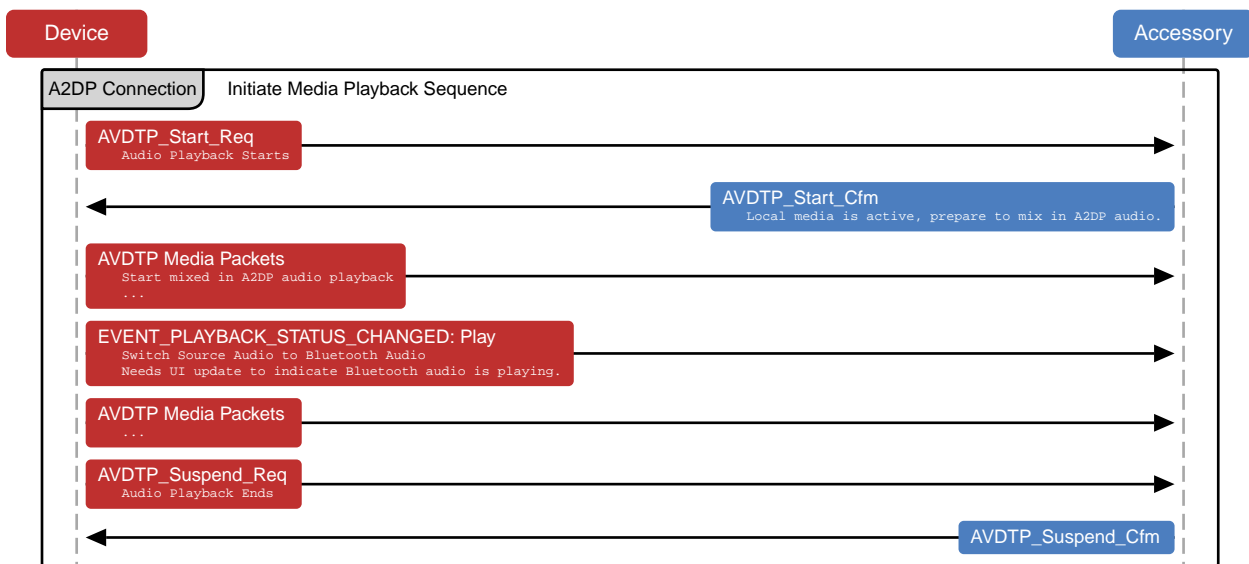 Device
Accessory
A2DP Connection
Initiate Media Playback Sequence
AVDTP_Start_Req
Audio Playback Starts
AVDTP_Start_Cfm
Local media is active, prepare to mix in A2DP audio.
AVDTP Media Packets
Start mixed in A2DP audio playback
...
EVENT_PLAYBACK_STATUS_CHANGED: Play
Switch Source Audio to Bluetooth Audio
Needs UI update to indicate Bluetooth audio is playing.
AVDTP Media Packets
...
AVDTP_Suspend_Req
Audio Playback Ends
AVDTP_Suspend_Cfm